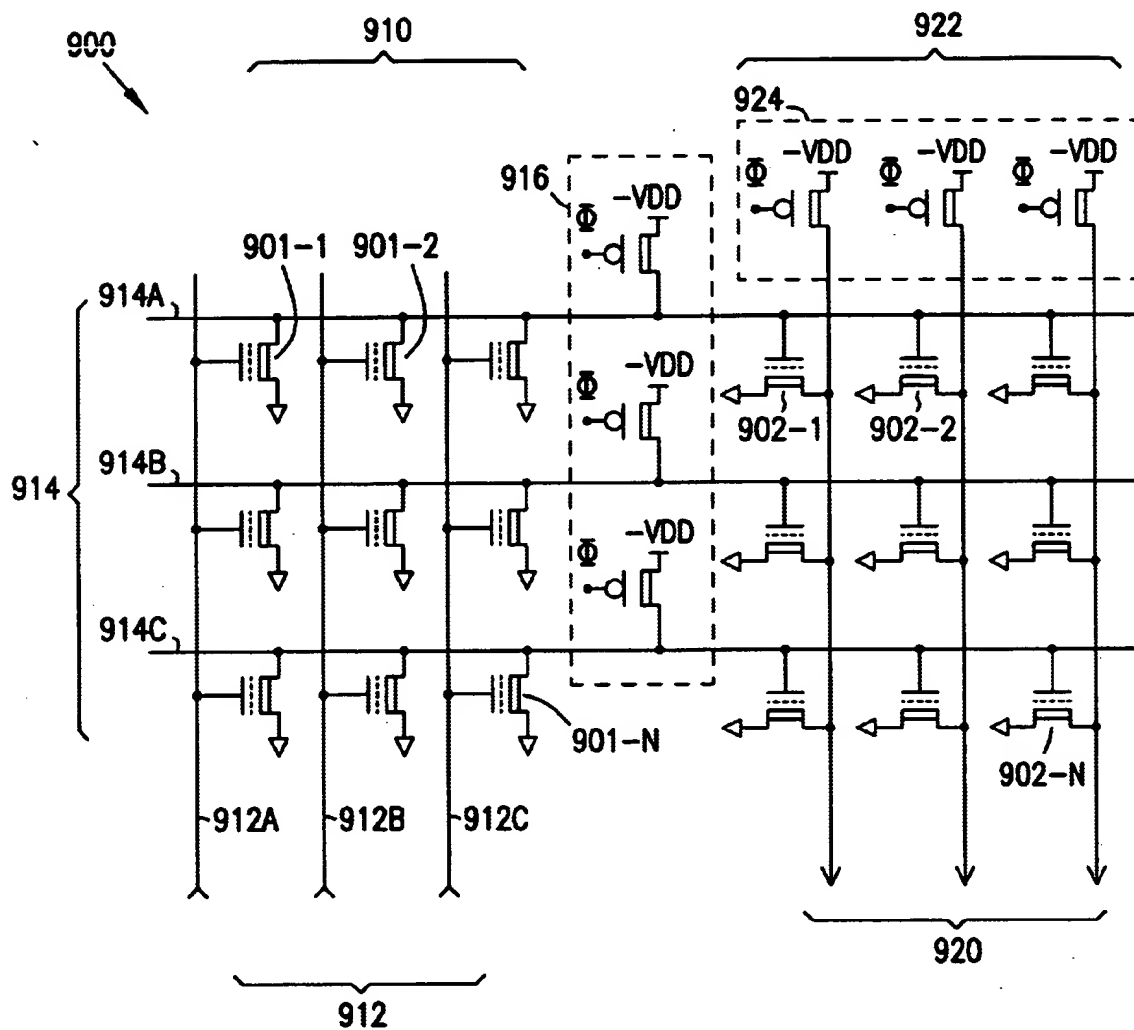 900
910
922
924
Φ -VDD Φ -VDD Φ -VDD
916
Φ -VDD
901-1 901-2
914A
Φ -VDD
902-1 902-2
914B
914
Φ -VDD
914C
901-N
902-N
912A 912B 912C
920
912